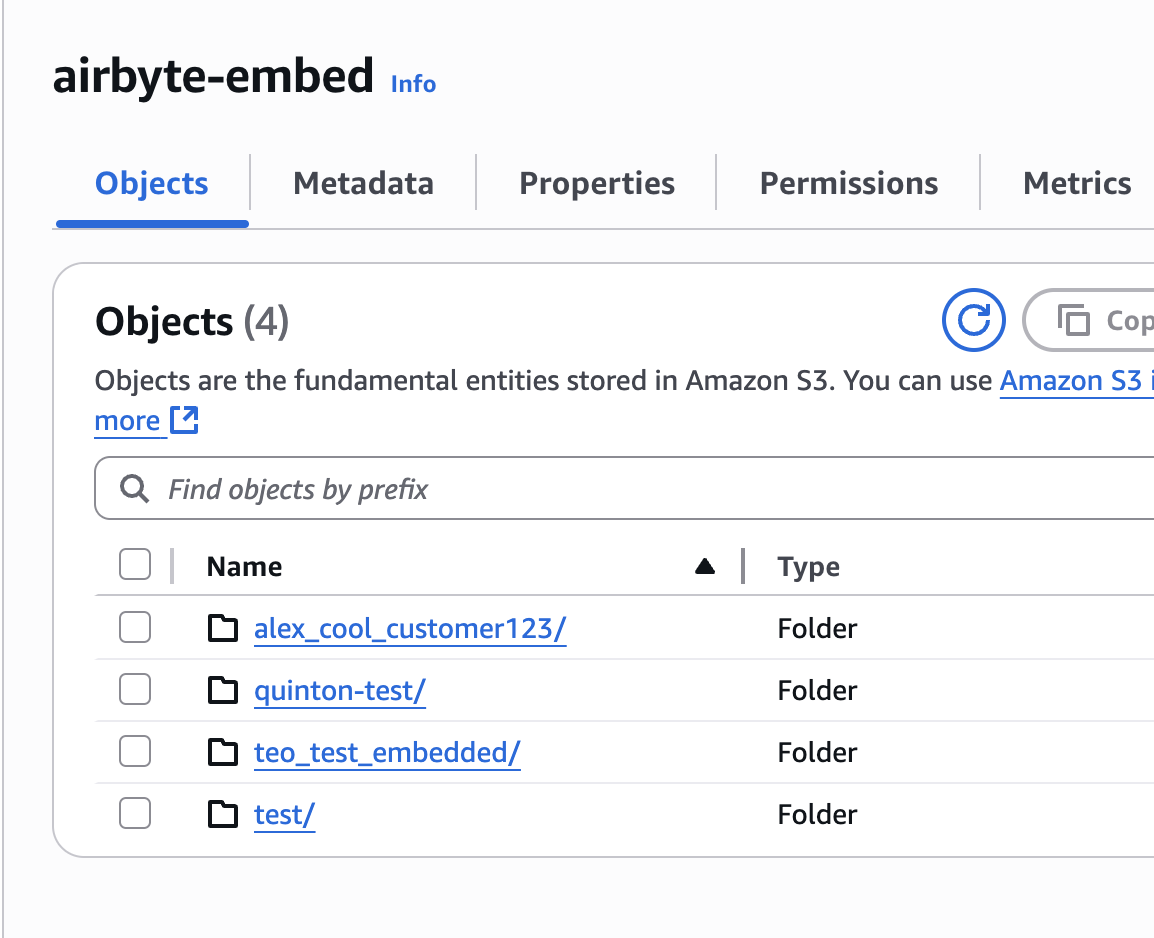 airbyte-embed Info
Objects Metadata Properties Permissions Metrics
Objects (4)
Cop
Objects are the fundamental entities stored in Amazon S3. You can use Amazon S3 i
more
Find objects by prefix
Name Type
alex_cool_customer123/ Folder
quinton-test/ Folder
teo_test_embedded/ Folder
test/ Folder